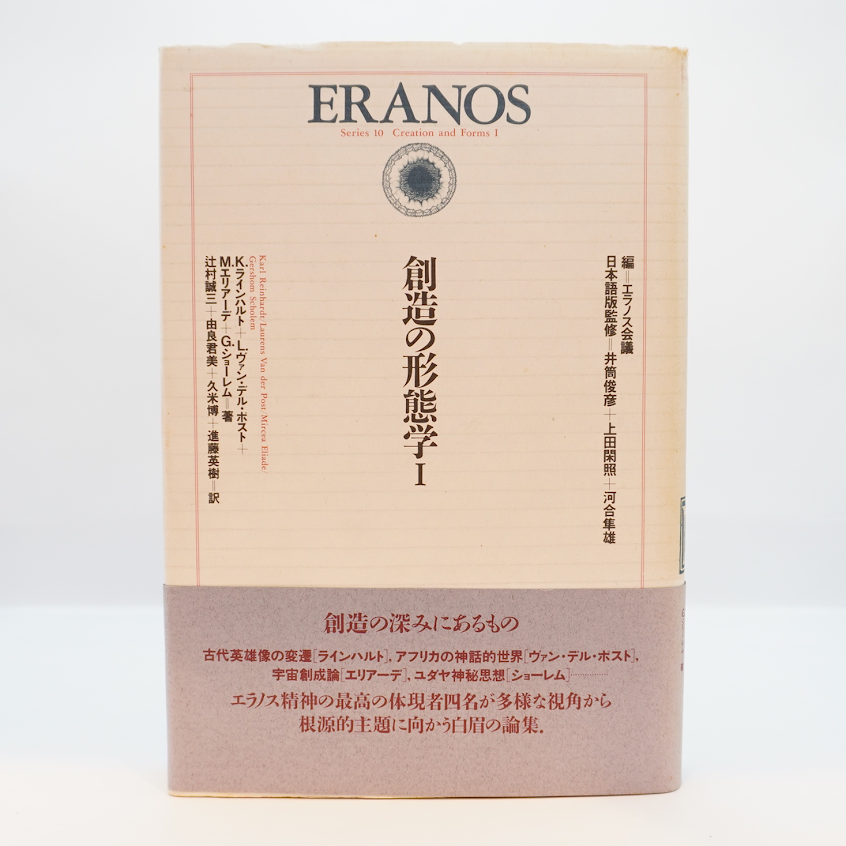 ERANOS
Series 10 Creation and Forms I
編=エラノス会議
日本語版監修=井筒俊彦+上田閑照+河合隼雄
創造の形態学 I
Karl Reinhardt Laurens Van der Post Mircea Eliade
Gershom Scholem
K.ラインハルト+L.ヴァン・デル・ポスト+
M.エリアーデ+G.ショーレム=著
辻村誠三+由良君美+久米博+進藤英樹=訳
創造の深みにあるもの
古代英雄像の変遷[ラインハルト],アフリカの神話的世界[ヴァン・デル・ポスト],
宇宙創成論[エリアーデ],ユダヤ神秘思想[ショーレム]…………
エラノス精神の最高の体現者四名が多様な視角から
根源的主題に向かう白眉の論集.